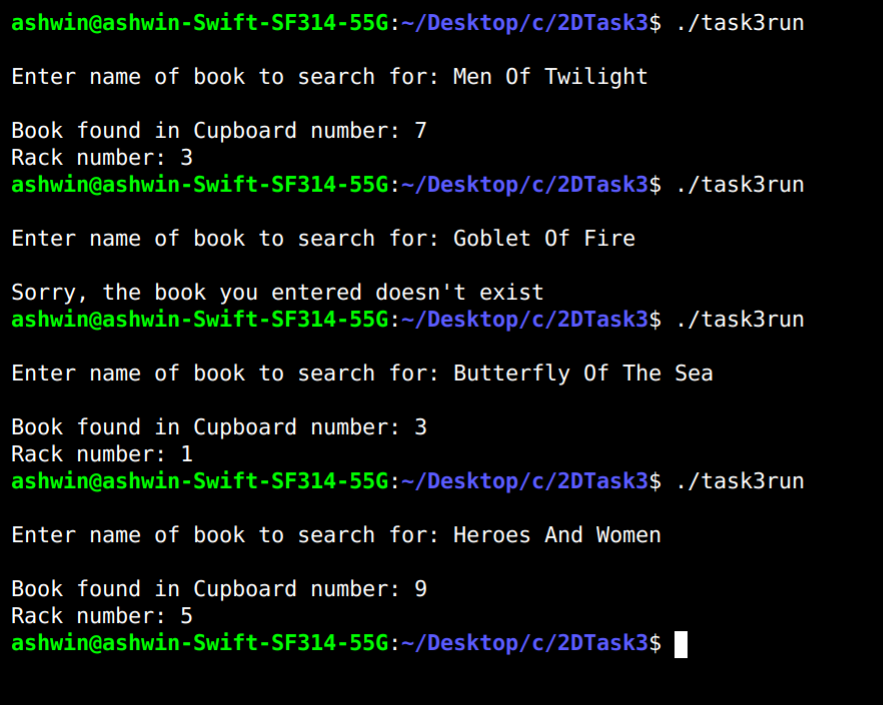 ashwin@ashwin-Swift-SF314-55G:~/Desktop/c/2DTask3$ ./task3run
Enter name of book to search for: Men Of Twilight
Book found in Cupboard number: 7
Rack number: 3
ashwin@ashwin-Swift-SF314-55G:~/Desktop/c/2DTask3$ ./task3run
Enter name of book to search for: Goblet Of Fire
Sorry, the book you entered doesn't exist
ashwin@ashwin-Swift-SF314-55G:~/Desktop/c/2DTask3$ ./task3run
Enter name of book to search for: Butterfly Of The Sea
Book found in Cupboard number: 3
Rack number: 1
ashwin@ashwin-Swift-SF314-55G:~/Desktop/c/2DTask3$ ./task3run
Enter name of book to search for: Heroes And Women
Book found in Cupboard number: 9
Rack number: 5
ashwin@ashwin-Swift-SF314-55G:~/Desktop/c/2DTask3$